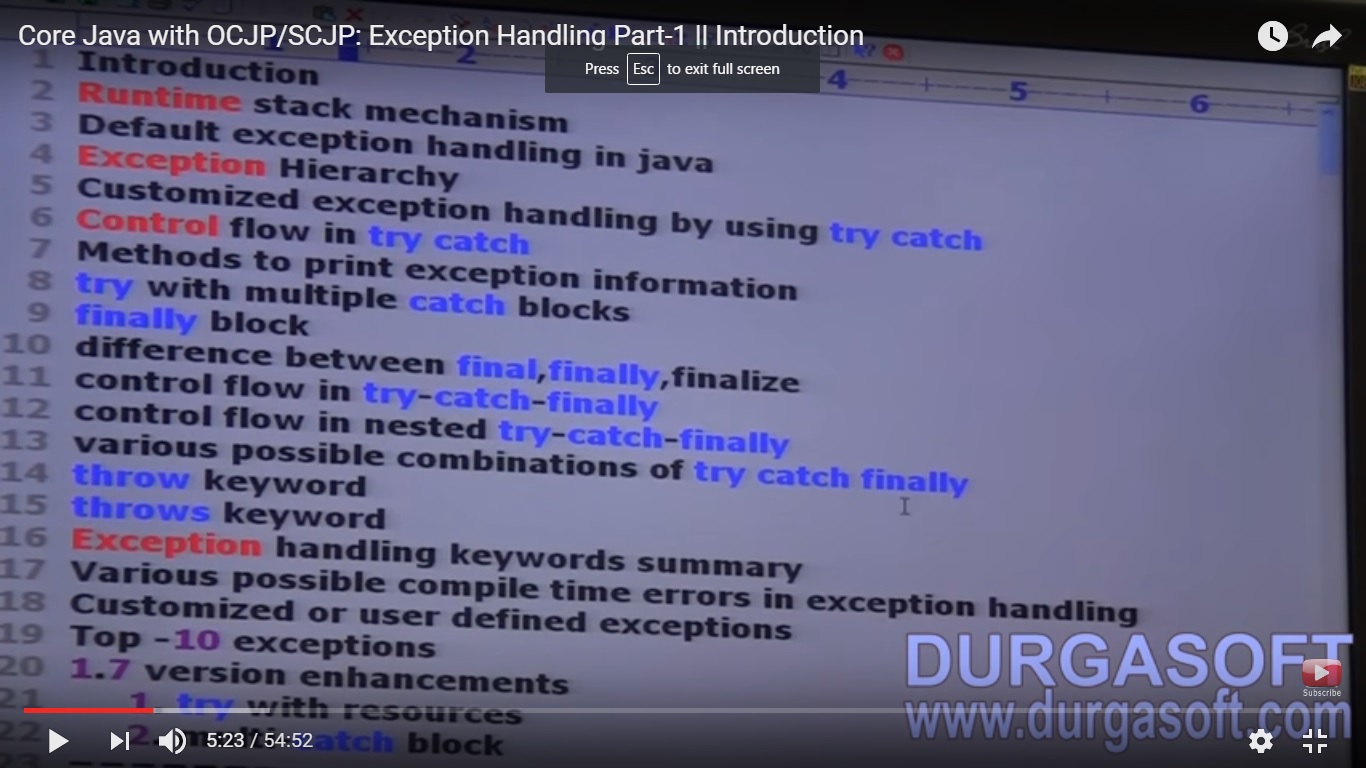 Core Java with OCJP/SCJP: Exception Handling Part-1 || Introduction
Press Esc to exit full screen
2 4 5 6
1 Introduction
2 Runtime stack mechanism
3 Default exception handling in java
4 Exception Hierarchy
5 Customized exception handling by using try catch
6 Control flow in try catch
7 Methods to print exception information
8 try with multiple catch blocks
9 finally block
10 difference between final,finally,finalize
11 control flow in try-catch-finally
12 control flow in nested try-catch-finally
13 various possible combinations of try catch finally
14 throw keyword
15 throws keyword
16 Exception handling keywords summary
17 Various possible compile time errors in exception handling
18 Customized or user defined exceptions
19 Top -10 exceptions
20 1.7 version enhancements
21 1. try with resources
22 2. catch block
23
DURGASOFT
www.durgasoft.com
Subscribe
5:23 / 54:52